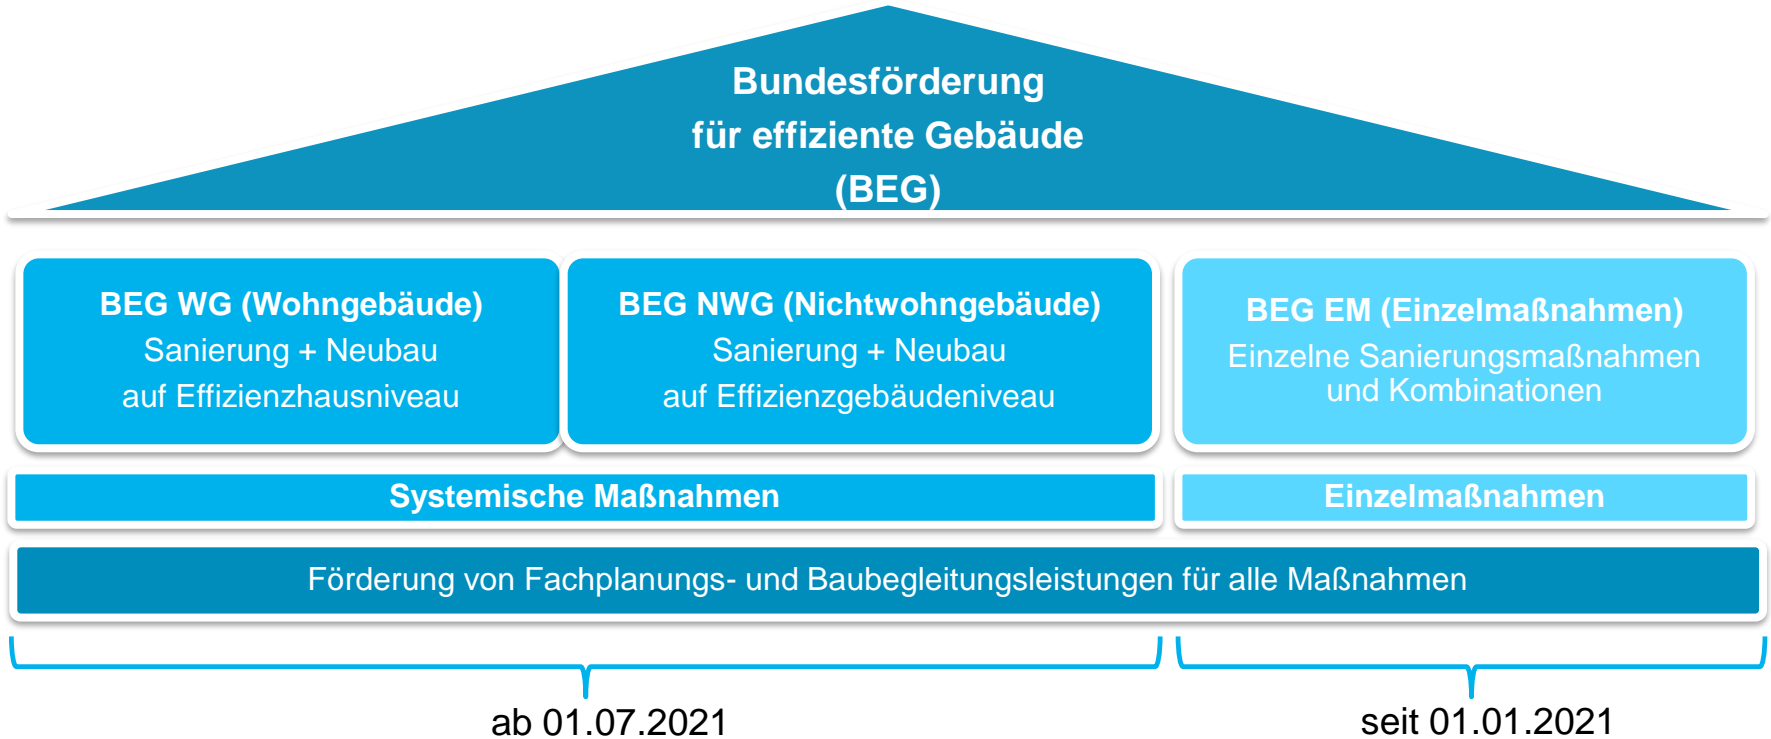 Bundesförderung
für effiziente Gebäude
(BEG)
BEG WG (Wohngebäude)
Sanierung + Neubau
auf Effizienzhausniveau
BEG NWG (Nichtwohngebäude)
Sanierung + Neubau
auf Effizienzgebäudeniveau
BEG EM (Einzelmaßnahmen)
Einzelne Sanierungsmaßnahmen
und Kombinationen
Systemische Maßnahmen
Einzelmaßnahmen
Förderung von Fachplanungs- und Baubegleitungsleistungen für alle Maßnahmen
ab 01.07.2021
seit 01.01.2021